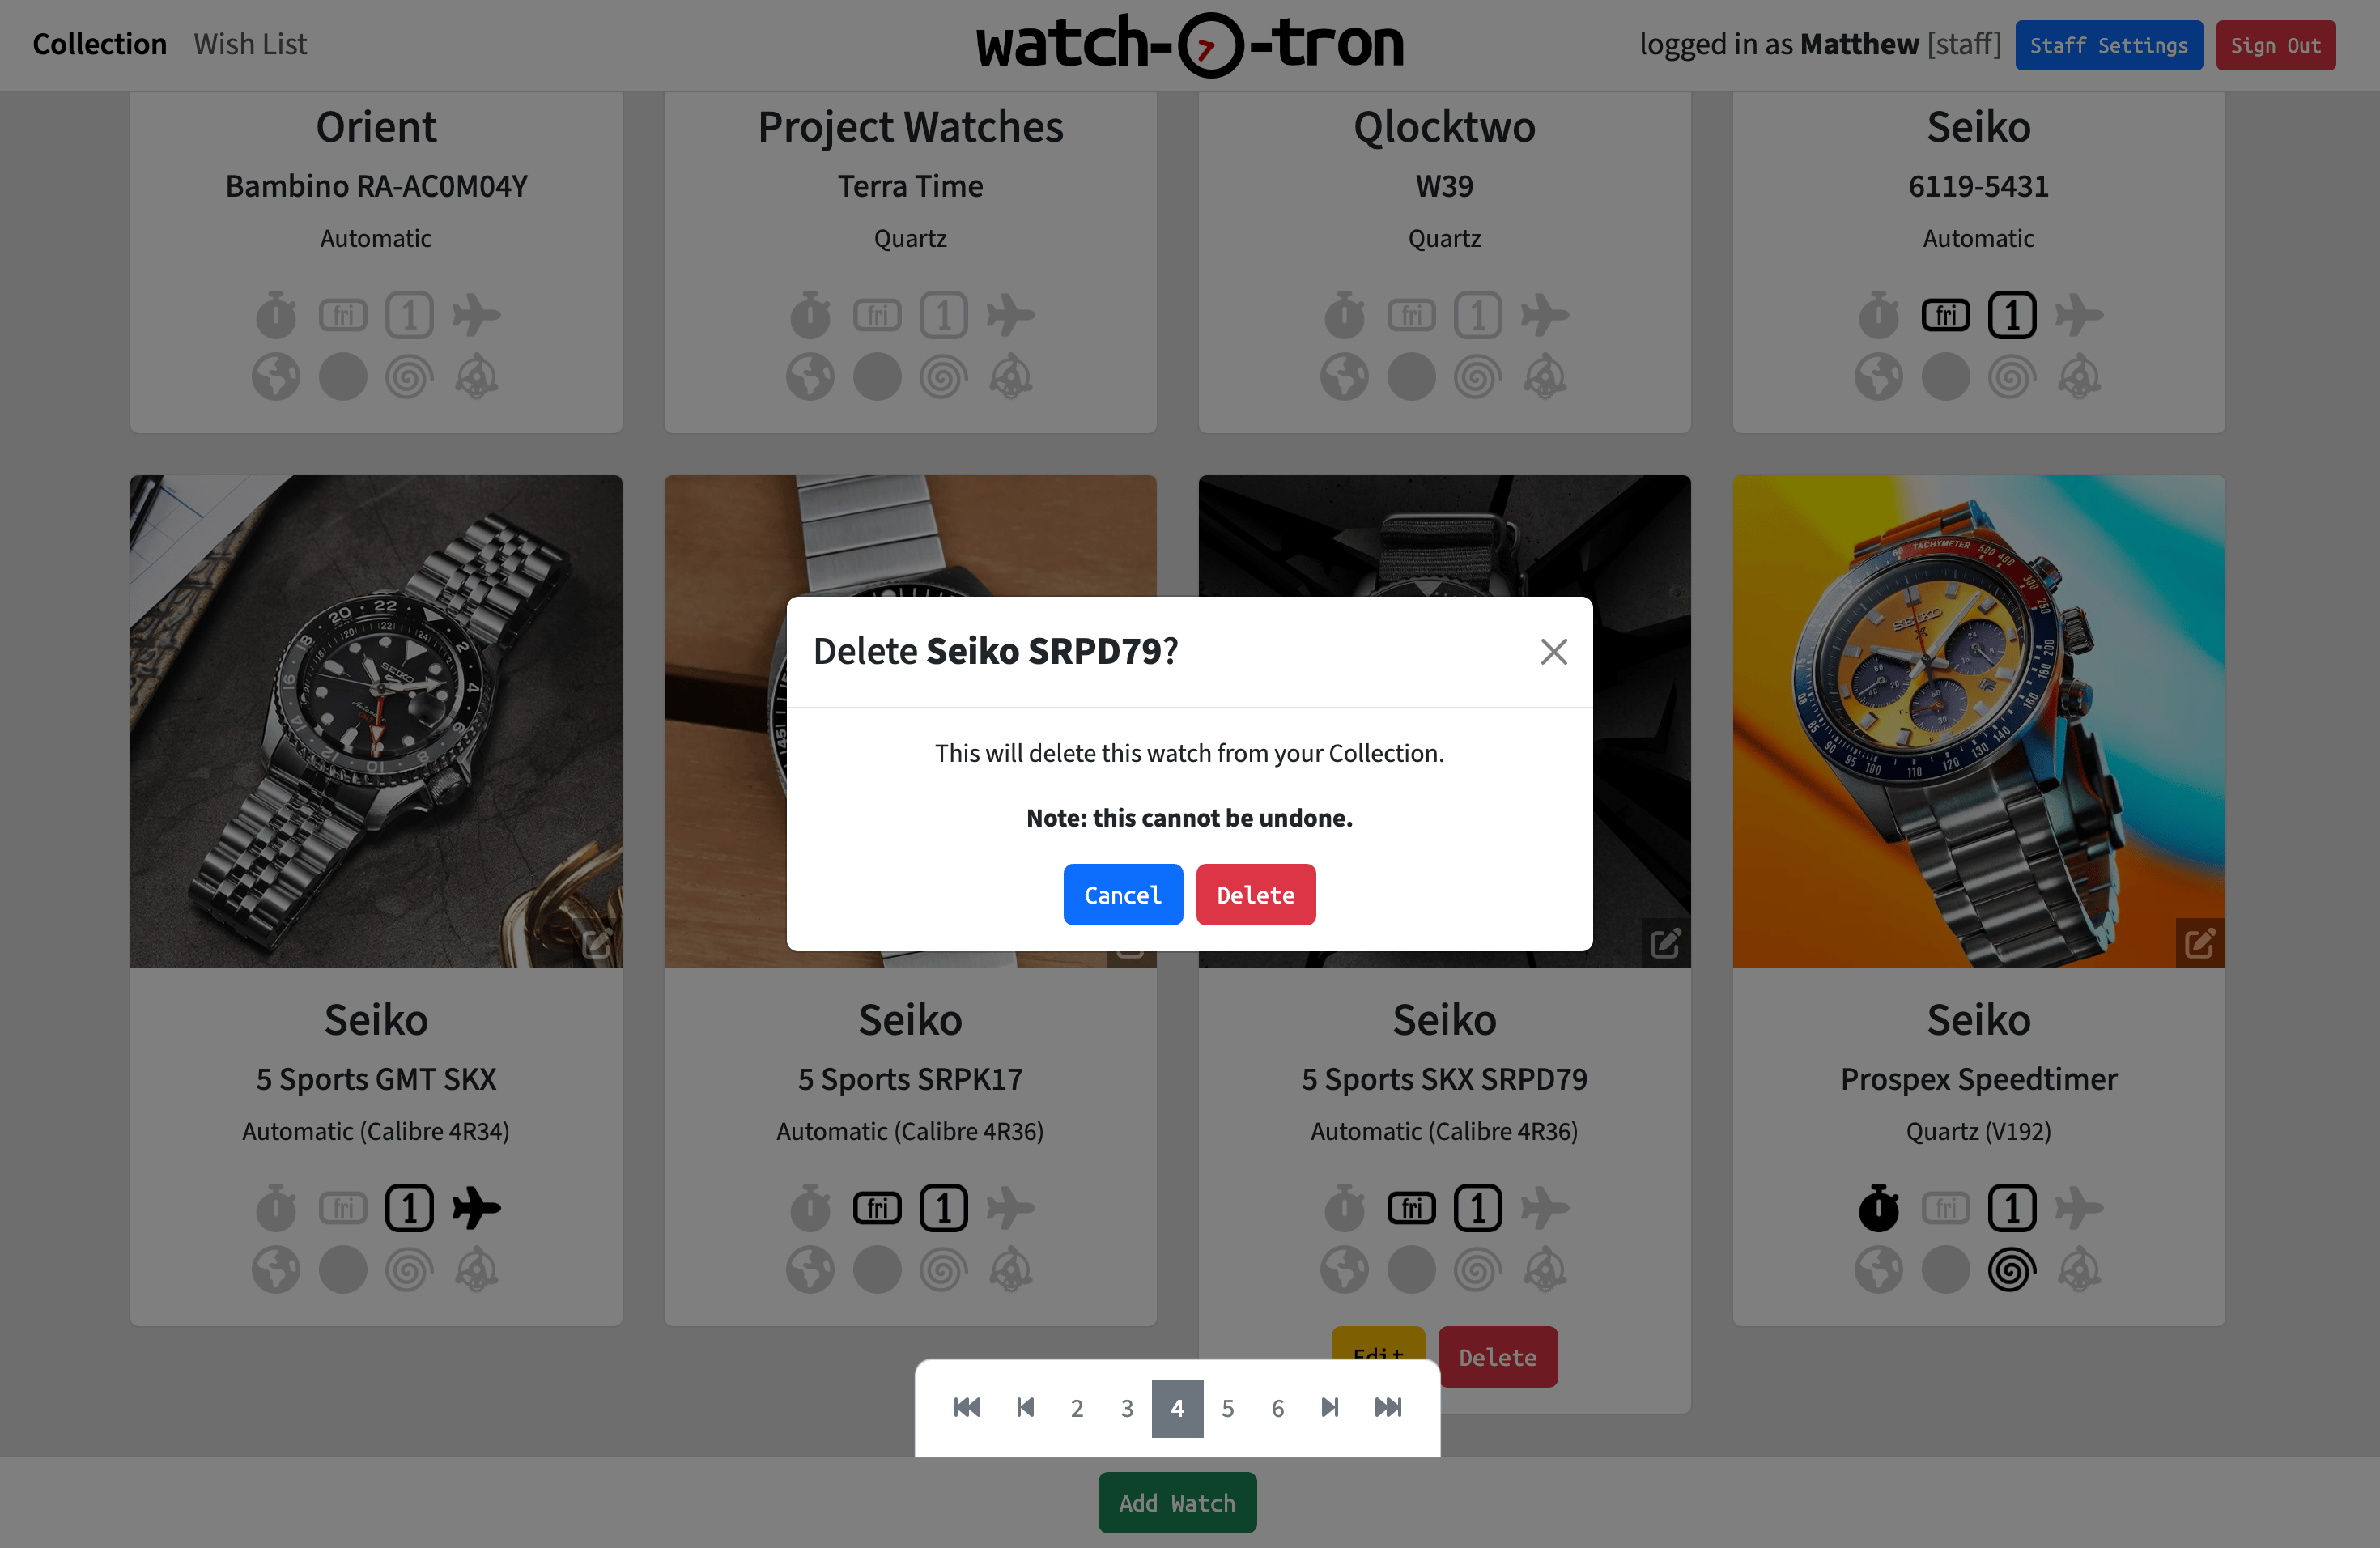 Collection Wish List
watch-O-tron
logged in as Matthew [staff] Staff Settings Sign Out
Orient
Bambino RA-AC0M04Y
Automatic
fri 1
Project Watches
Terra Time
Quartz
fri 1
Qlocktwo
W39
Quartz
fri 1
Seiko
6119-5431
Automatic
fri 1
Delete Seiko SRPD79?
This will delete this watch from your Collection.
Note: this cannot be undone.
Cancel Delete
Seiko
5 Sports GMT SKX
Automatic (Calibre 4R34)
fri 1
Seiko
5 Sports SRPK17
Automatic (Calibre 4R36)
fri 1
Seiko
5 Sports SKX SRPD79
Automatic (Calibre 4R36)
fri 1
Edit Delete
TACHYMETER
SEIKO
Seiko
Prospex Speedtimer
Quartz (V192)
fri 1
2 3 4 5 6
Add Watch